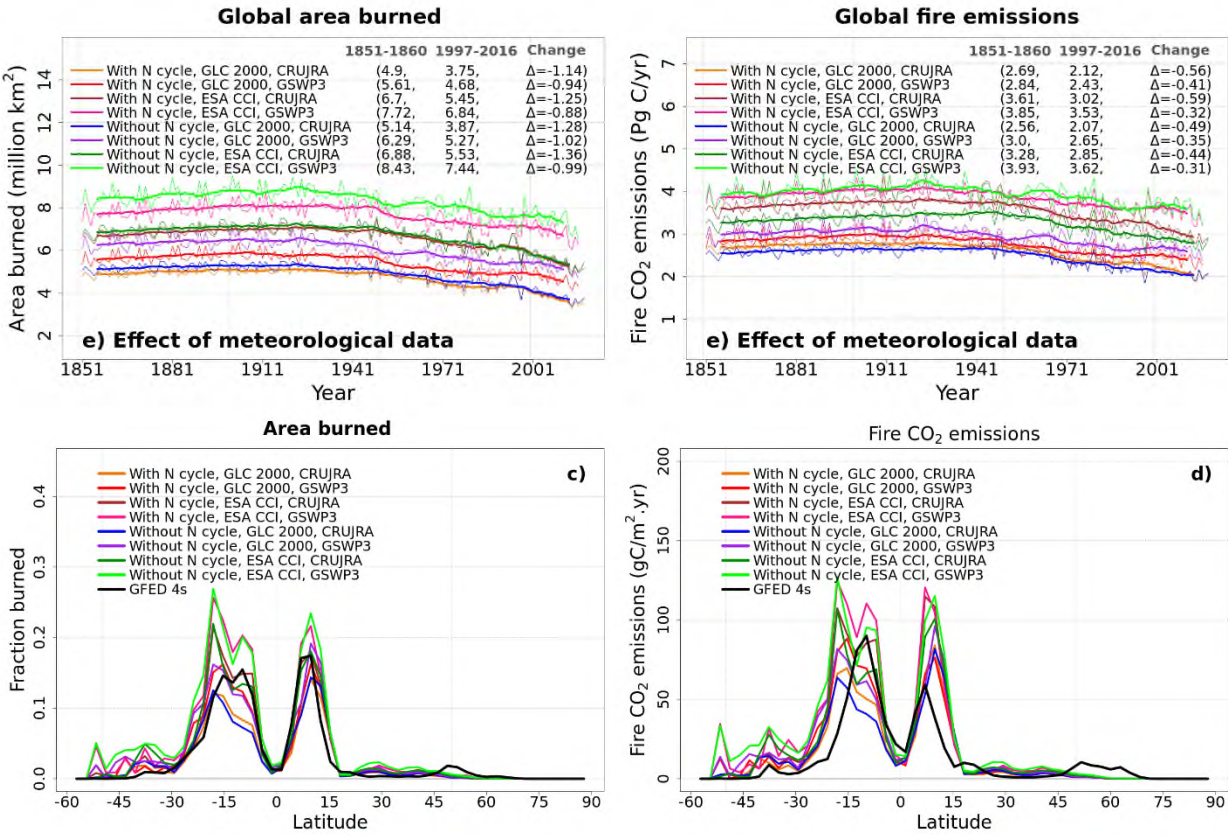 Global area burned
1851-1860 1997-2016 Change
With N cycle, GLC 2000, CRUJRA (4.9, 3.75, Δ=-1.14)
With N cycle, GLC 2000, GSWP3 (5.61, 4.68, Δ=-0.94)
With N cycle, ESA CCI, CRUJRA (6.7, 5.45, Δ=-1.25)
With N cycle, ESA CCI, GSWP3 (7.72, 6.84, Δ=-0.88)
Without N cycle, GLC 2000, CRUJRA (5.14, 3.87, Δ=-1.28)
Without N cycle, GLC 2000, GSWP3 (6.29, 5.27, Δ=-1.02)
Without N cycle, ESA CCI, CRUJRA (6.88, 5.53, Δ=-1.36)
Without N cycle, ESA CCI, GSWP3 (8.43, 7.44, Δ=-0.99)
Area burned (million km²)
14
12
10
8
6
4
2
e) Effect of meteorological data
1851 1881 1911 1941 1971 2001
Year
Global fire emissions
1851-1860 1997-2016 Change
With N cycle, GLC 2000, CRUJRA (2.69, 2.12, Δ=-0.56)
With N cycle, GLC 2000, GSWP3 (2.84, 2.43, Δ=-0.41)
With N cycle, ESA CCI, CRUJRA (3.61, 3.02, Δ=-0.59)
With N cycle, ESA CCI, GSWP3 (3.85, 3.53, Δ=-0.32)
Without N cycle, GLC 2000, CRUJRA (2.56, 2.07, Δ=-0.49)
Without N cycle, GLC 2000, GSWP3 (3.0, 2.65, Δ=-0.35)
Without N cycle, ESA CCI, CRUJRA (3.28, 2.85, Δ=-0.44)
Without N cycle, ESA CCI, GSWP3 (3.93, 3.62, Δ=-0.31)
Fire CO₂ emissions (Pg C/yr)
7
6
5
4
3
2
1
e) Effect of meteorological data
1851 1881 1911 1941 1971 2001
Year
Area burned
c)
With N cycle, GLC 2000, CRUJRA
With N cycle, GLC 2000, GSWP3
With N cycle, ESA CCI, CRUJRA
With N cycle, ESA CCI, GSWP3
Without N cycle, GLC 2000, CRUJRA
Without N cycle, GLC 2000, GSWP3
Without N cycle, ESA CCI, CRUJRA
Without N cycle, ESA CCI, GSWP3
GFED 4s
Fraction burned
0.4
0.3
0.2
0.1
0.0
-60 -45 -30 -15 0 15 30 45 60 75 90
Latitude
Fire CO₂ emissions
d)
With N cycle, GLC 2000, CRUJRA
With N cycle, GLC 2000, GSWP3
With N cycle, ESA CCI, CRUJRA
With N cycle, ESA CCI, GSWP3
Without N cycle, GLC 2000, CRUJRA
Without N cycle, GLC 2000, GSWP3
Without N cycle, ESA CCI, CRUJRA
Without N cycle, ESA CCI, GSWP3
GFED 4s
Fire CO₂ emissions (gC/m².yr)
200
150
100
50
0
-60 -45 -30 -15 0 15 30 45 60 75 90
Latitude